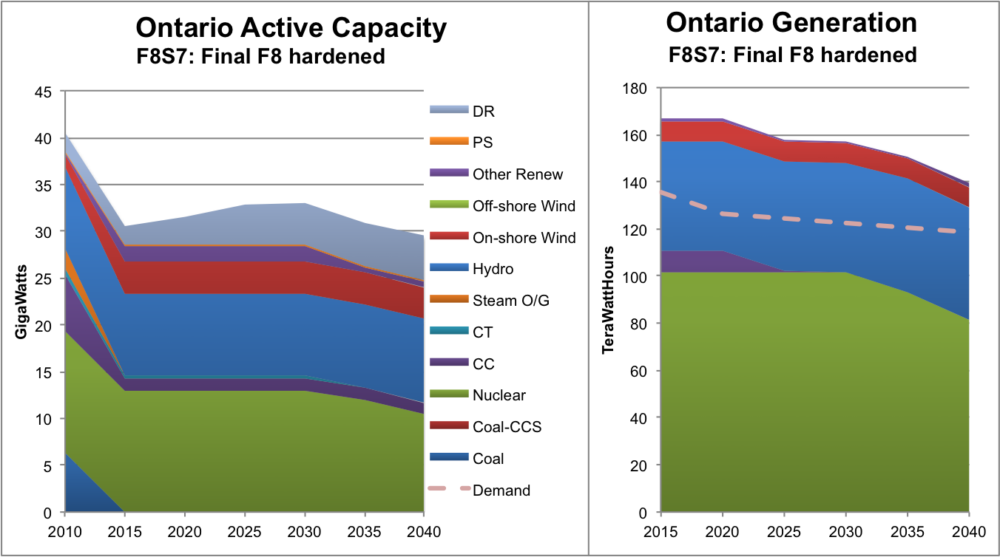 Ontario Active Capacity
F8S7: Final F8 hardened
GigaWatts
45
40
35
30
25
20
15
10
5
0
2010 2015 2020 2025 2030 2035 2040
DR
PS
Other Renew
Off-shore Wind
On-shore Wind
Hydro
Steam O/G
CT
CC
Nuclear
Coal-CCS
Coal
Demand
Ontario Generation
F8S7: Final F8 hardened
TeraWattHours
180
160
140
120
100
80
60
40
20
0
2015 2020 2025 2030 2035 2040